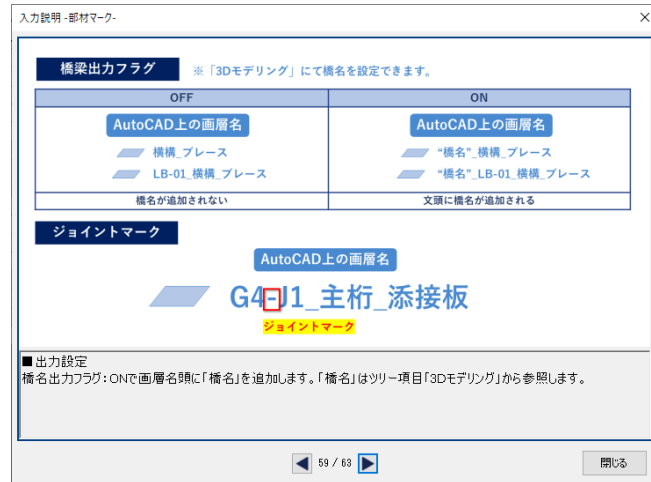 入力説明 -部材マーク-
橋梁出力フラグ ※「3Dモデリング」にて橋名を設定できます。
OFF ON
AutoCAD上の画層名 AutoCAD上の画層名
横構_ブレース “橋名”_横構_ブレース
LB-01_横構_ブレース “橋名”_LB-01_横構_ブレース
橋名が追加されない 文頭に橋名が追加される
ジョイントマーク
AutoCAD上の画層名
G4-J1_主桁_添接板
ジョイントマーク
■出力設定
橋名出力フラグ:ONで画層名頭に「橋名」を追加します。「橋名」はツリー項目「3Dモデリング」から参照します。
59 / 63 閉じる